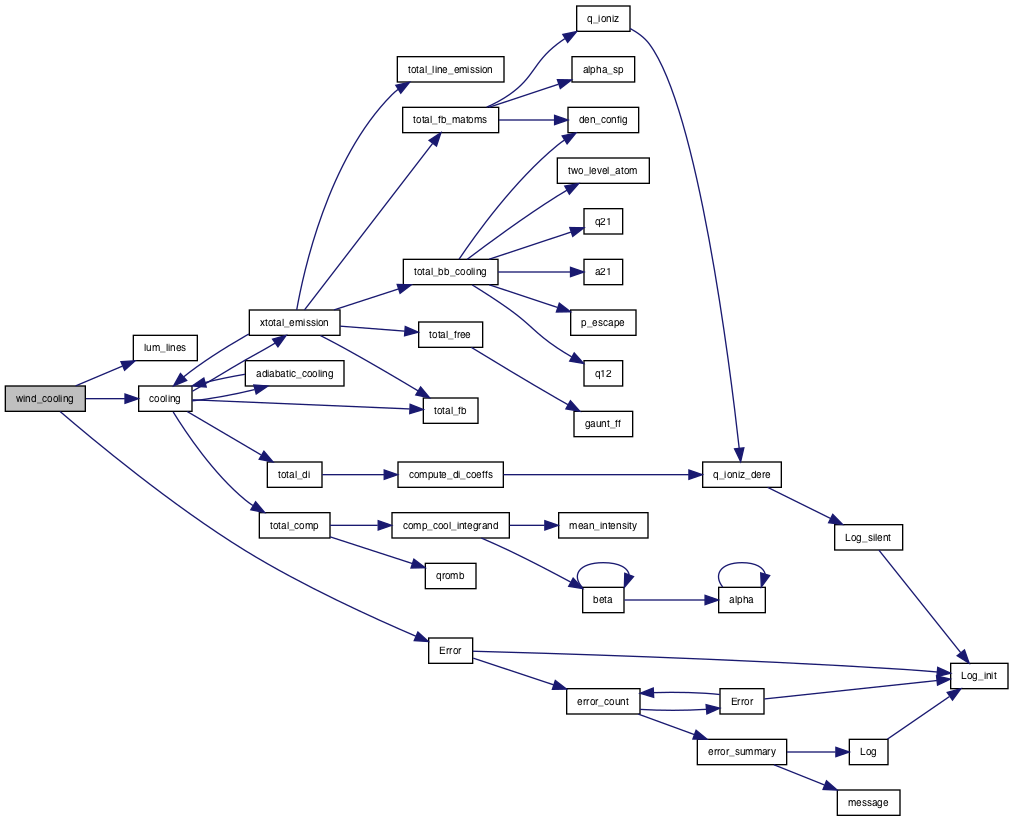 q_ioniz
total_line_emission
alpha_sp
total_fb_matoms
den_config
two_level_atom
q21
total_bb_cooling
a21
xtotal_emission
p_escape
total_free
lum_lines
adiabatic_cooling
q12
wind_cooling
cooling
total_fb
gaunt_ff
total_di
compute_di_coeffs
q_ioniz_dere
total_comp
comp_cool_integrand
mean_intensity
Log_silent
qromb
beta
alpha
Error
Log_init
error_count
Error
error_summary
Log
message